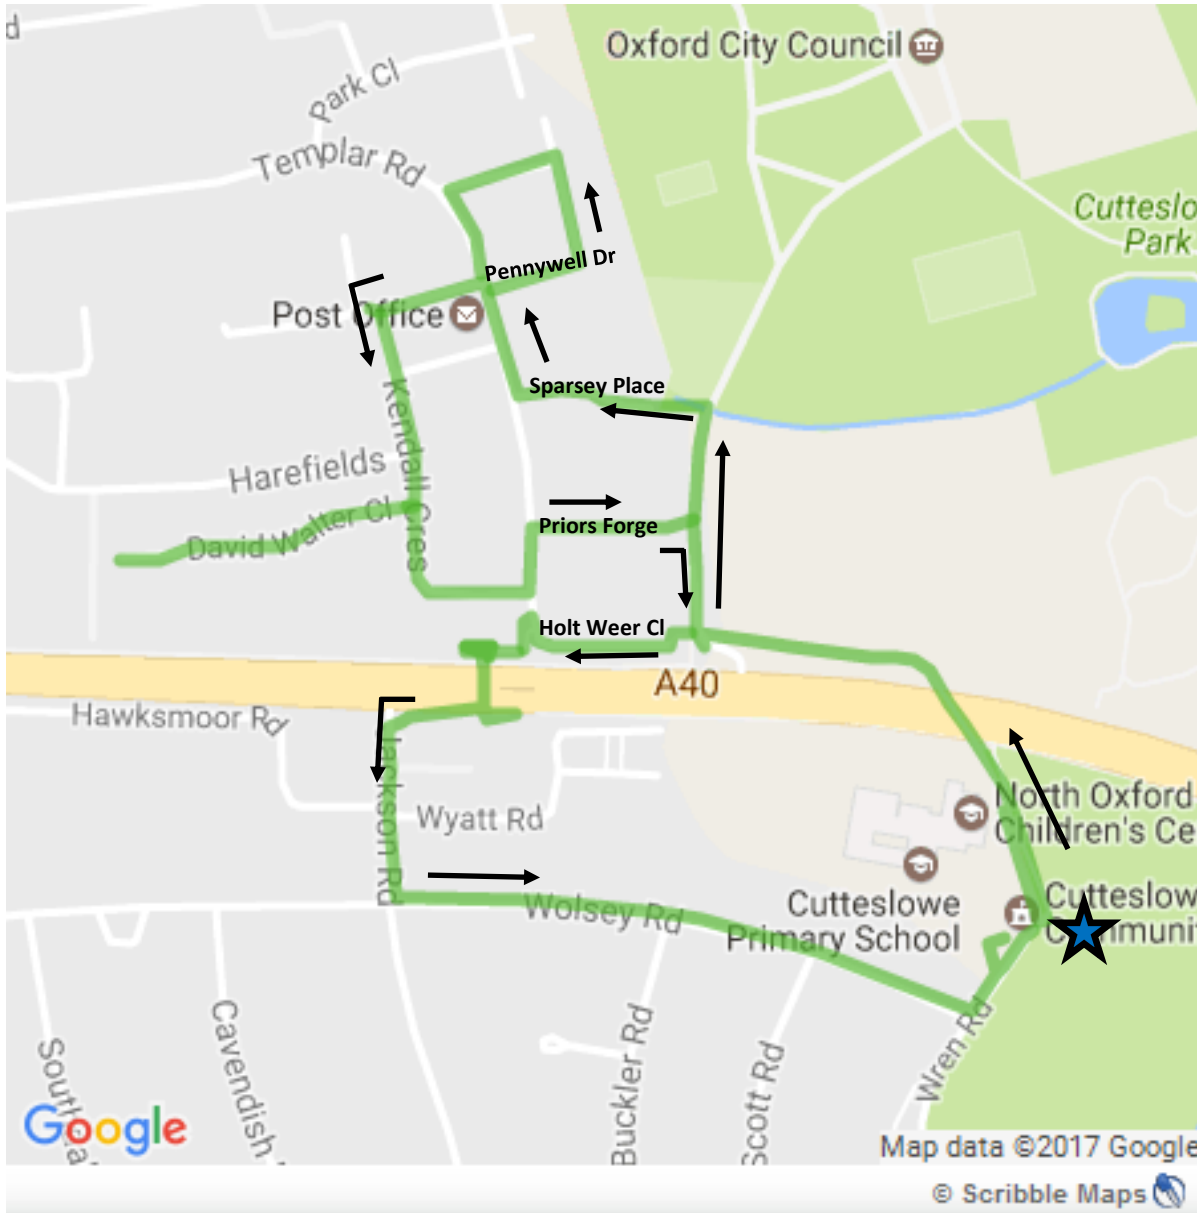 d
Oxford City Council
Park Cl
Templar Rd
Cutteslo
Park
Pennywell Dr
Post Office
Sparsey Place
Kendall Cres
Harefields
David Walter Cl
Priors Forge
Holt Weer Cl
A40
Hawksmoor Rd
Jackson Rd
North Oxford
Children's Ce
Wyatt Rd
Cutteslowe
Primary School
Cutteslow
Communi
Wolsey Rd
Wren Rd
Cavendish
Buckler Rd
Scott Rd
Google
Map data ©2017 Google
© Scribble Maps